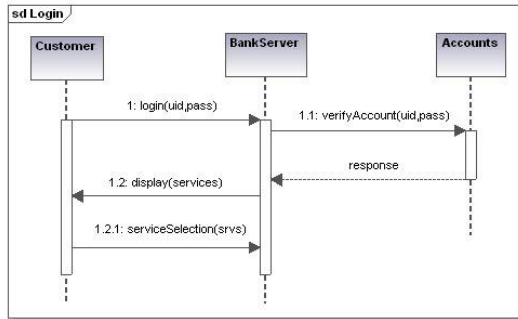 sd Login
Customer
BankServer
Accounts
1: login(uid,pass)
1.1: verifyAccount(uid,pass)
response
1.2: display(services)
1.2.1: serviceSelection(srvs)